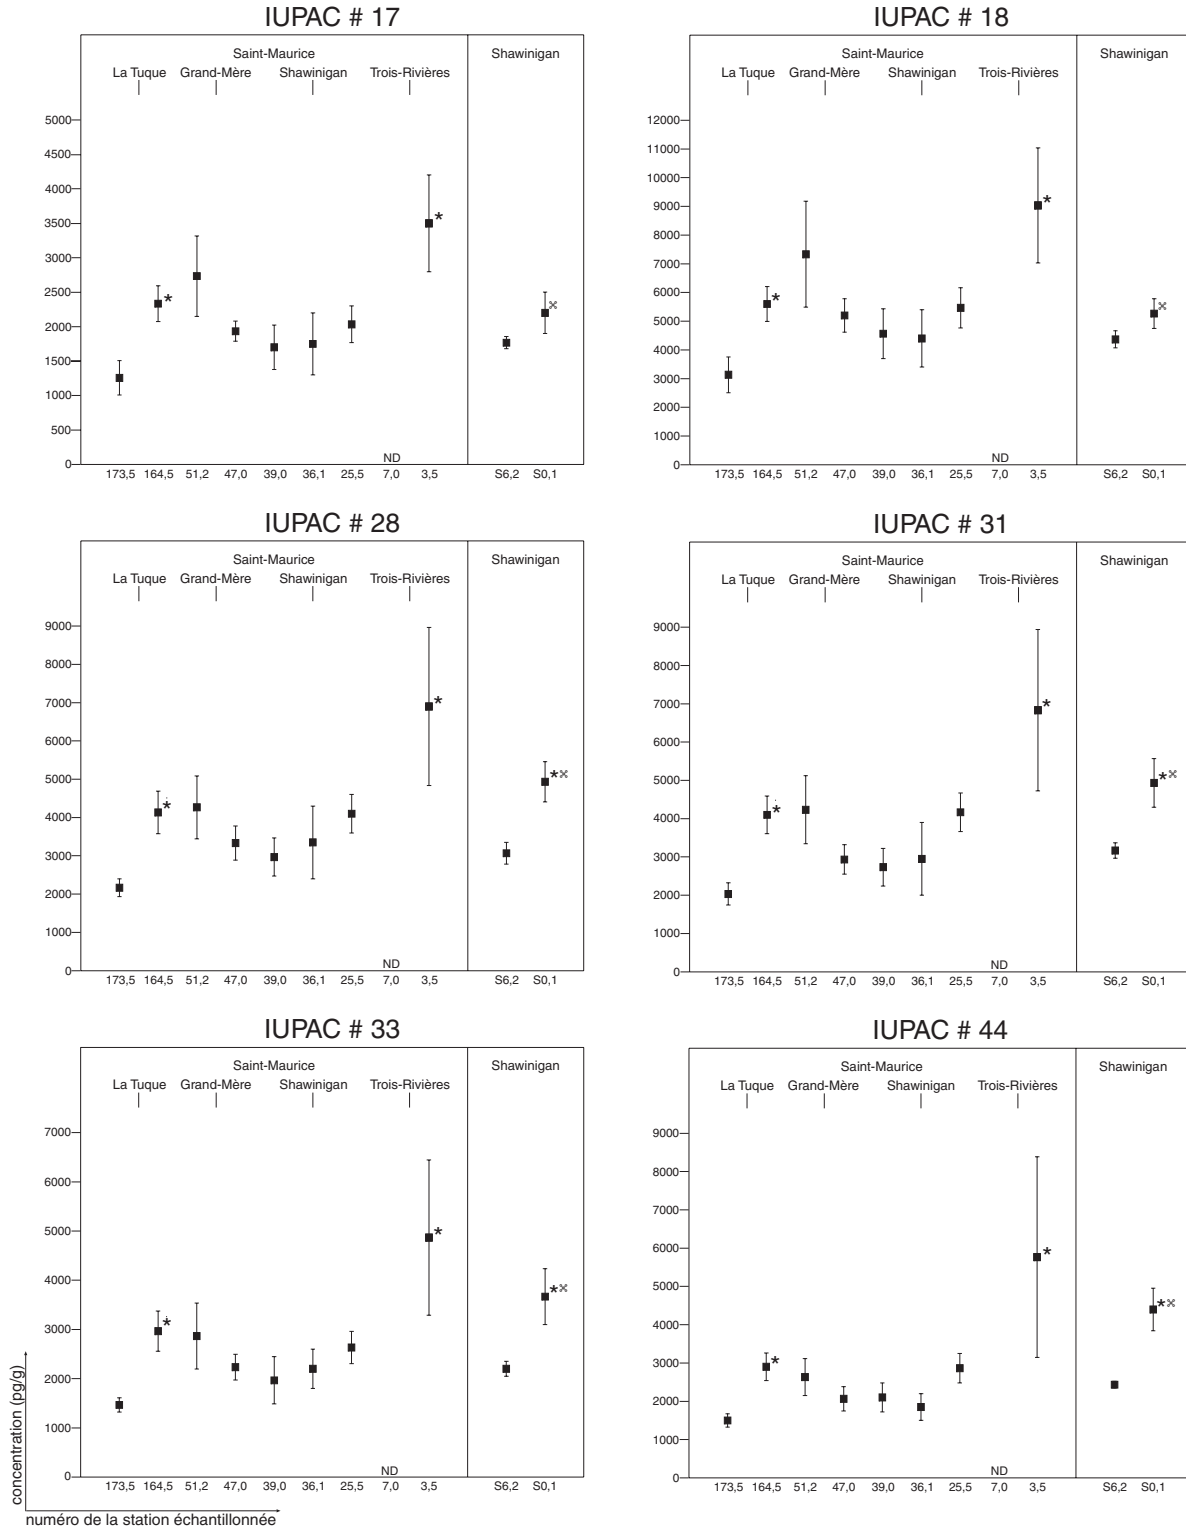 IUPAC # 17
Saint-Maurice
Shawinigan
La Tuque Grand-Mère Shawinigan Trois-Rivières
5000
4500
4000
3500
3000
2500
2000
1500
1000
500
0
*
*
ND
173,5 164,5 51,2 47,0 39,0 36,1 25,5 7,0 3,5 S6,2 S0,1
IUPAC # 18
Saint-Maurice
Shawinigan
La Tuque Grand-Mère Shawinigan Trois-Rivières
12000
11000
10000
9000
8000
7000
6000
5000
4000
3000
2000
1000
0
*
*
ND
173,5 164,5 51,2 47,0 39,0 36,1 25,5 7,0 3,5 S6,2 S0,1
IUPAC # 28
Saint-Maurice
Shawinigan
La Tuque Grand-Mère Shawinigan Trois-Rivières
9000
8000
7000
6000
5000
4000
3000
2000
1000
0
*
*
*
ND
173,5 164,5 51,2 47,0 39,0 36,1 25,5 7,0 3,5 S6,2 S0,1
IUPAC # 31
Saint-Maurice
Shawinigan
La Tuque Grand-Mère Shawinigan Trois-Rivières
9000
8000
7000
6000
5000
4000
3000
2000
1000
0
*
*
*
ND
173,5 164,5 51,2 47,0 39,0 36,1 25,5 7,0 3,5 S6,2 S0,1
IUPAC # 33
Saint-Maurice
Shawinigan
La Tuque Grand-Mère Shawinigan Trois-Rivières
7000
6000
5000
4000
3000
2000
1000
0
*
*
*
ND
173,5 164,5 51,2 47,0 39,0 36,1 25,5 7,0 3,5 S6,2 S0,1
IUPAC # 44
Saint-Maurice
Shawinigan
La Tuque Grand-Mère Shawinigan Trois-Rivières
9000
8000
7000
6000
5000
4000
3000
2000
1000
0
*
*
*
ND
173,5 164,5 51,2 47,0 39,0 36,1 25,5 7,0 3,5 S6,2 S0,1
concentration (pg/g)
numéro de la station échantillonnée